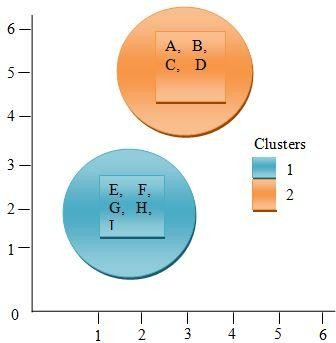 6
A, B,
C, D
5
4
Clusters
1
2
3
E, F,
G, H,
I
2
1
0
1 2 3 4 5 6